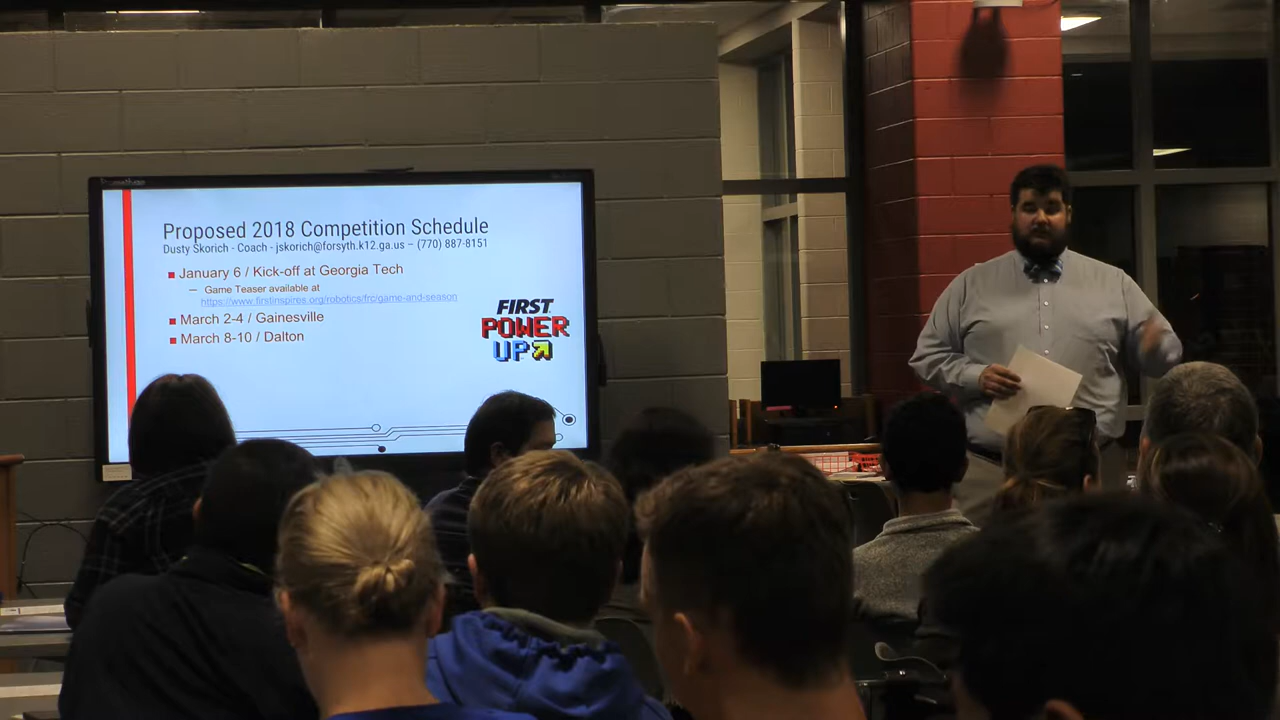 Promethean
Proposed 2018 Competition Schedule
Dusty Skorich - Coach - jskorich@forsyth.k12.ga.us – (770) 887-8151
January 6 / Kick-off at Georgia Tech
– Game Teaser available at
https://www.firstinspires.org/robotics/frc/game-and-season
March 2-4 / Gainesville
March 8-10 / Dalton
FIRST
POWER
UP